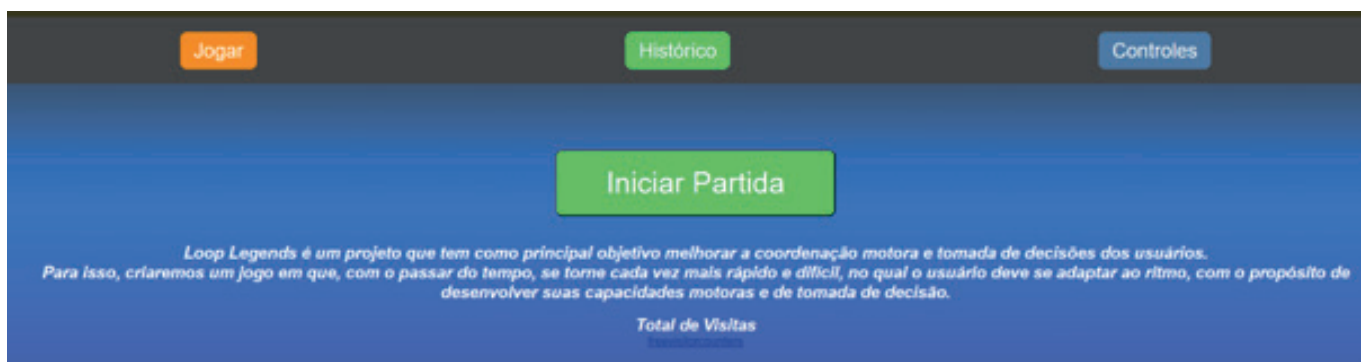 Jogar Histórico Controles
Iniciar Partida
Loop Legends é um projeto que tem como principal objetivo melhorar a coordenação motora e tomada de decisões dos usuários.
Para isso, criaremos um jogo em que, com o passar do tempo, se torne cada vez mais rápido e difícil, no qual o usuário deve se adaptar ao ritmo, com o propósito de
desenvolver suas capacidades motoras e de tomada de decisão.
Total de Visitas